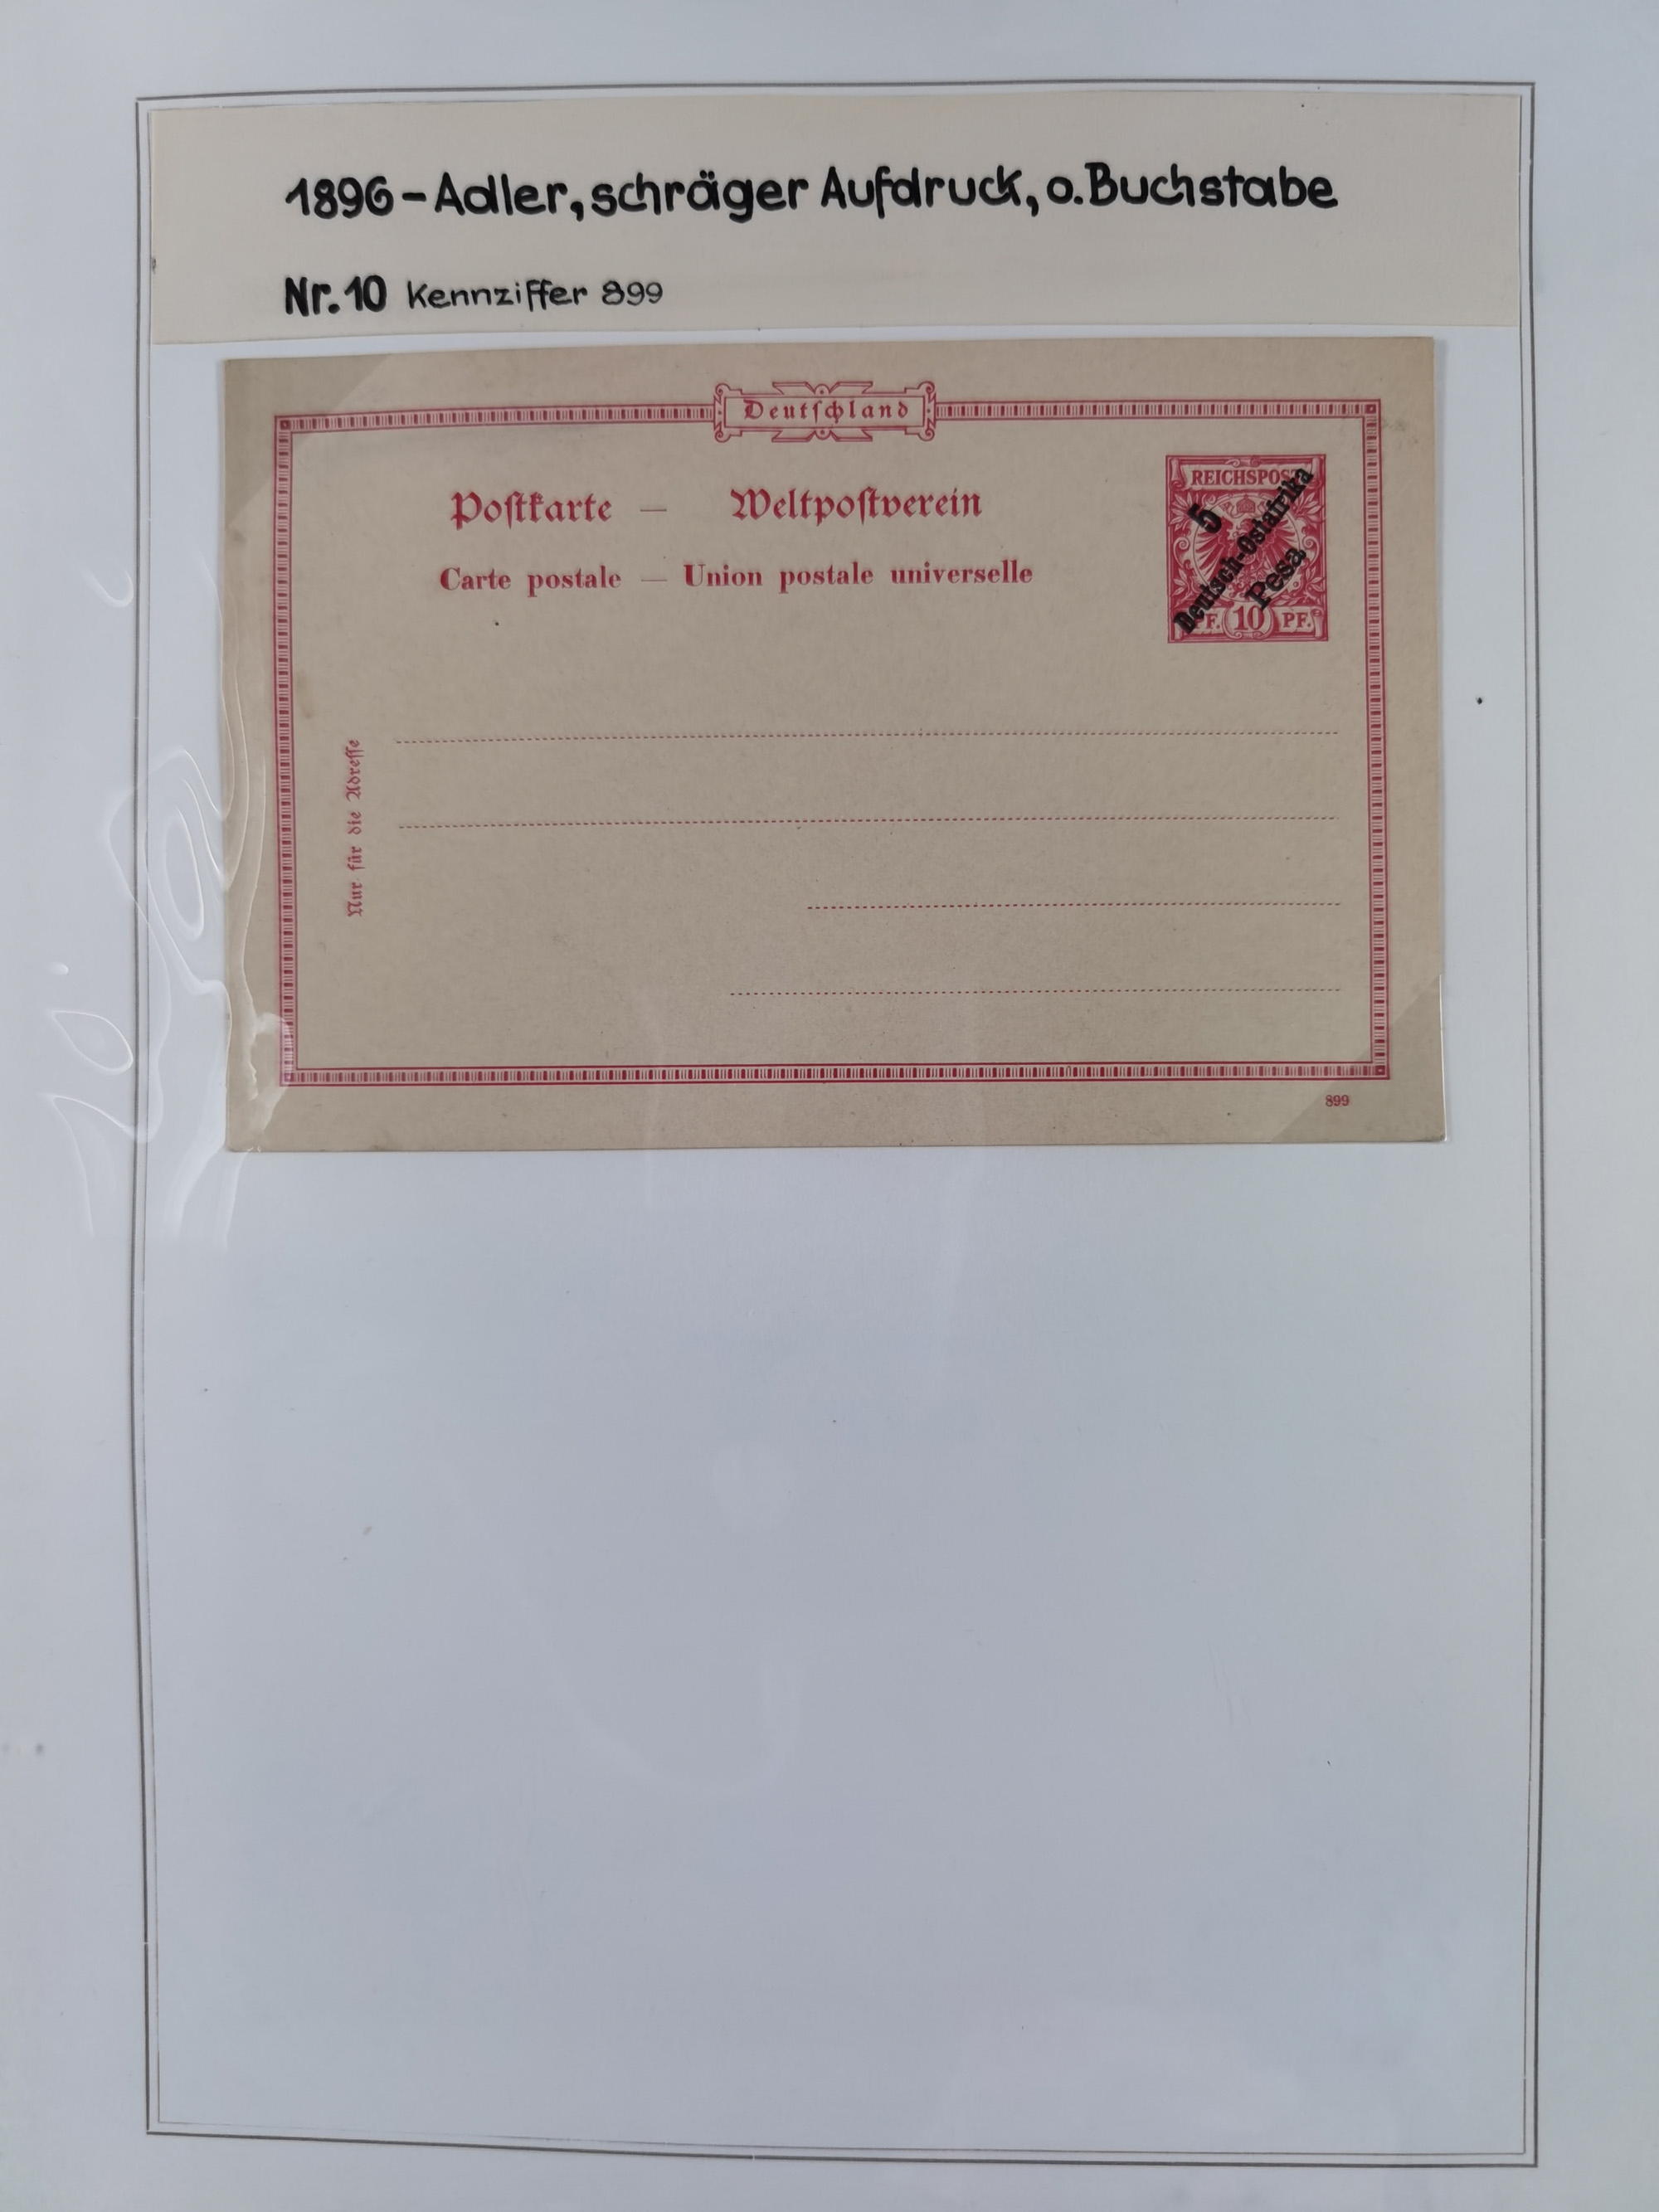 1896-Adler, schräger Aufdruck, o. Buchstabe
Nr. 10 Kennziffer 899
Deutschland
Postkarte — Weltpostverein
Carte postale — Union postale universelle
REICHSPOST
5
Deutsch-Ostafrika
Pesa
PF. 10 PF.
Nur für die Adresse
899